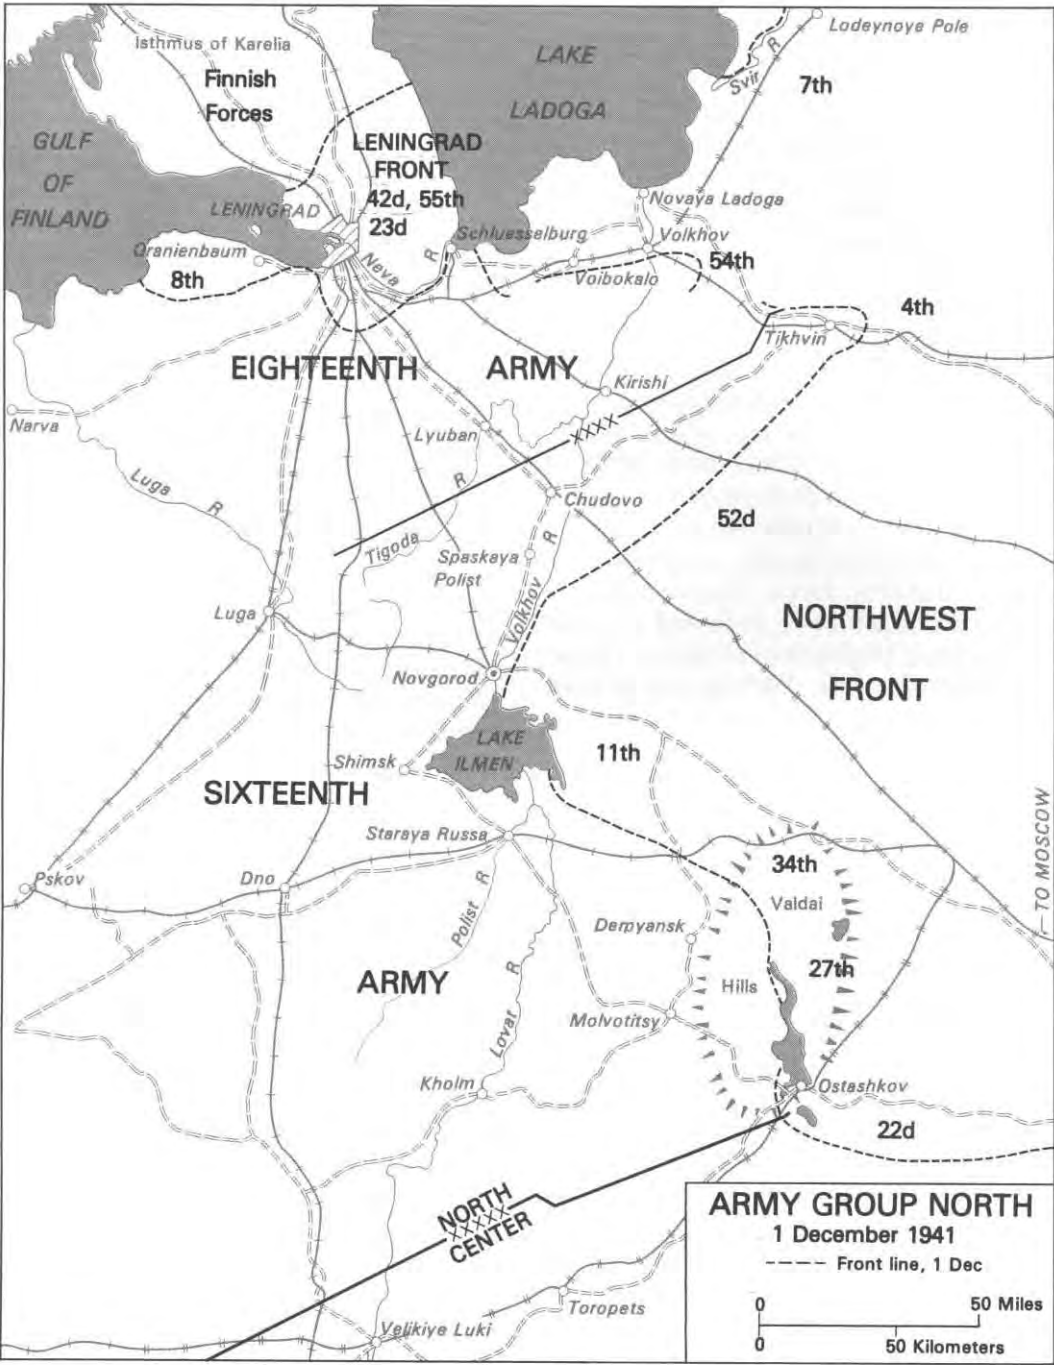 Lodeynoye Pole
Isthmus of Karelia
LAKE
LADOGA
Svir R
7th
Finnish
Forces
GULF
OF
FINLAND
LENINGRAD
FRONT
42d, 55th
23d
LENINGRAD
Novaya Ladoga
Oranienbaum
Schluesselburg
Volkhov
Neva R
8th
Voibokalo
54th
4th
Tikhvin
EIGHTEENTH ARMY
Kirishi
Narva
Lyuban
XXXX
Luga R
Chudovo
Tigoda R
52d
Spaskaya
Polist
Volkhov R
Luga
NORTHWEST
FRONT
Novgorod
LAKE
ILMEN
Shimsk
11th
SIXTEENTH
Staraya Russa
TO MOSCOW
34th
Pskov
Dno
Valdai
Polist R
Demyansk
27th
ARMY
Hills
Lovat R
Molvotitsy
Kholm
Ostashkov
22d
NORTH
XXXXX
CENTER
Toropets
Velikiye Luki
ARMY GROUP NORTH
1 December 1941
Front line, 1 Dec
0 50 Miles
0 50 Kilometers